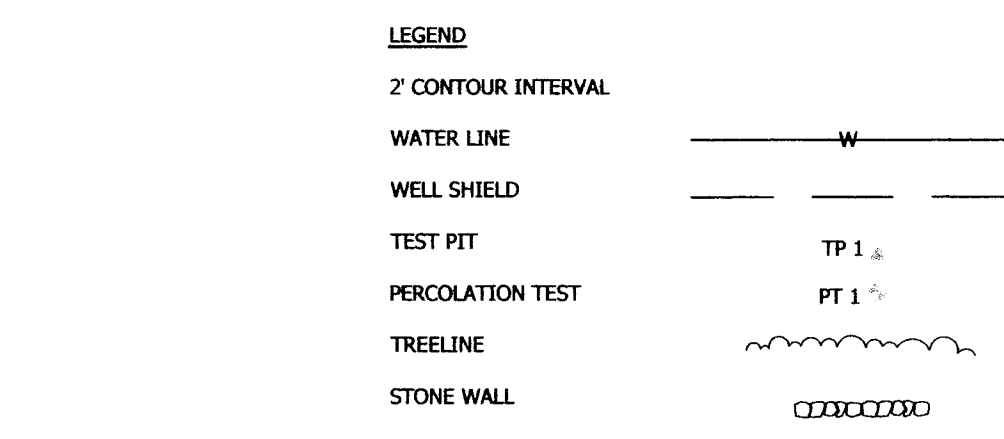 LEGEND
2' CONTOUR INTERVAL
WATER LINE W
WELL SHIELD
TEST PIT TP 1
PERCOLATION TEST PT 1
TREELINE
STONE WALL